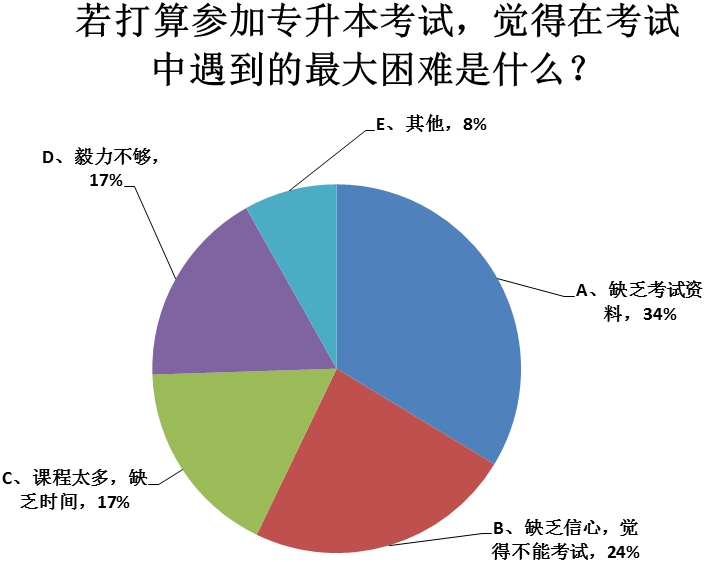 若打算参加专升本考试，觉得在考试
中遇到的最大困难是什么？
E、其他，8%
D、毅力不够，
17%
A、缺乏考试资
料，34%
C、课程太多，缺
乏时间，17%
B、缺乏信心，觉
得不能考试，24%